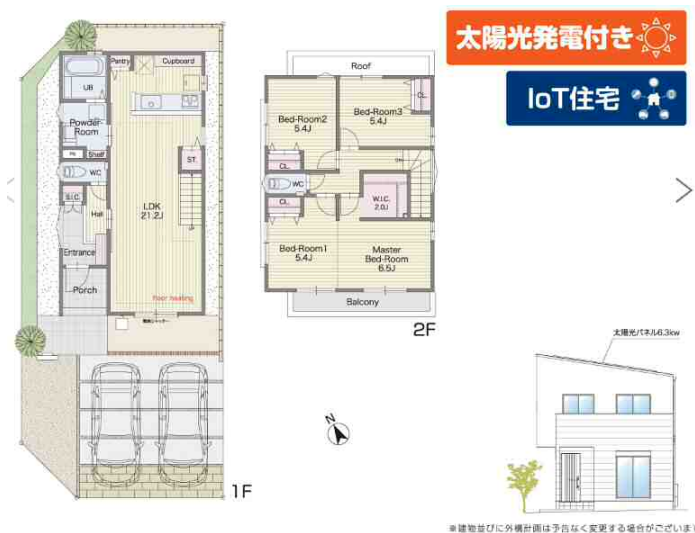 太陽光発電付き
IoT住宅
Pantry
Cupboard
UB
Powder-
Room
Shelf
WC
S.I.C.
Hall
Entrance
Porch
ST.
LDK
21.2J
UP
floor heating
1F
Roof
Bed-Room2
5.4J
Bed-Room3
5.4J
CL.
CL.
WC
CL.
W.I.C.
2.0J
Bed-Room1
5.4J
Master
Bed-Room
6.5J
Balcony
2F
N
太陽光パネル6.3kw
※建物並びに外構計画は予告なく変更する場合がございます